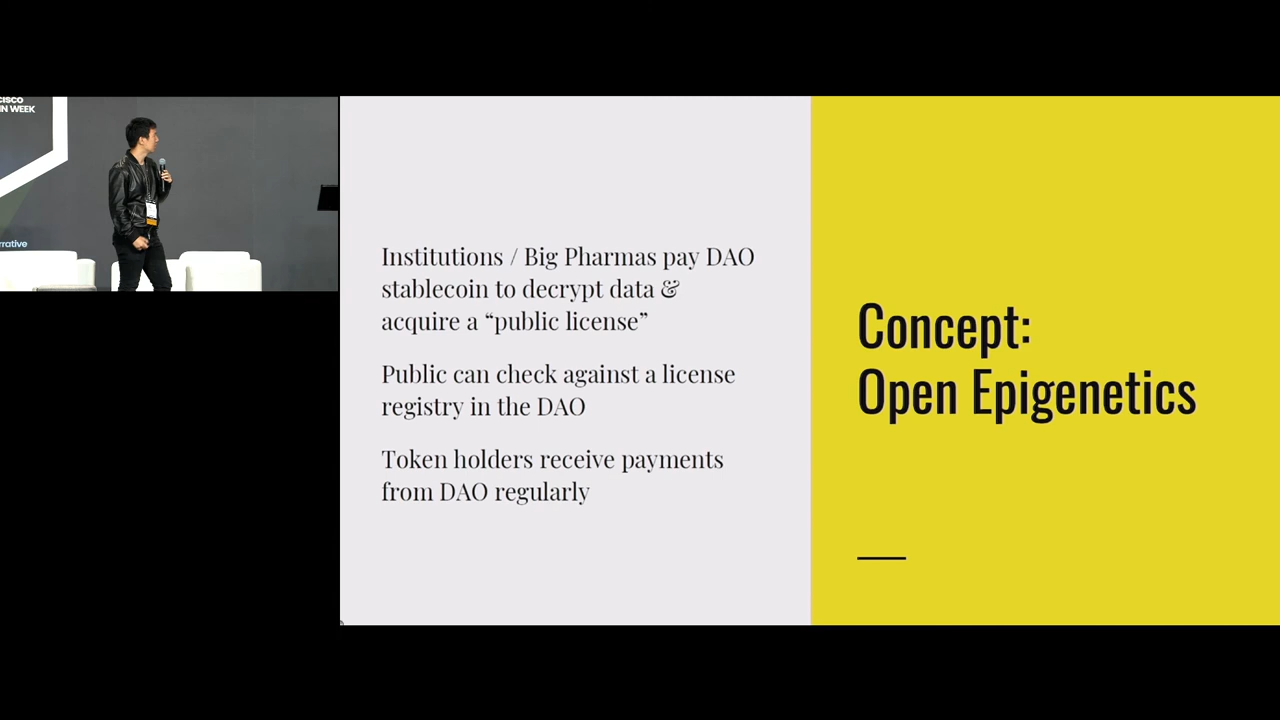 CISCO
IN WEEK
rrative
Institutions / Big Pharmas pay DAO
stablecoin to decrypt data &
acquire a “public license”
Public can check against a license
registry in the DAO
Token holders receive payments
from DAO regularly
Concept:
Open Epigenetics